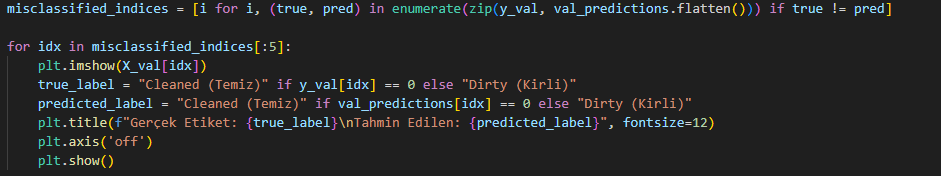 misclassified_indices = [i for i, (true, pred) in enumerate(zip(y_val, val_predictions.flatten())) if true != pred]
for idx in misclassified_indices[:5]:
    plt.imshow(X_val[idx])
    true_label = "Cleaned (Temiz)" if y_val[idx] == 0 else "Dirty (Kirli)"
    predicted_label = "Cleaned (Temiz)" if val_predictions[idx] == 0 else "Dirty (Kirli)"
    plt.title(f"Gerçek Etiket: {true_label}\nTahmin Edilen: {predicted_label}", fontsize=12)
    plt.axis('off')
    plt.show()